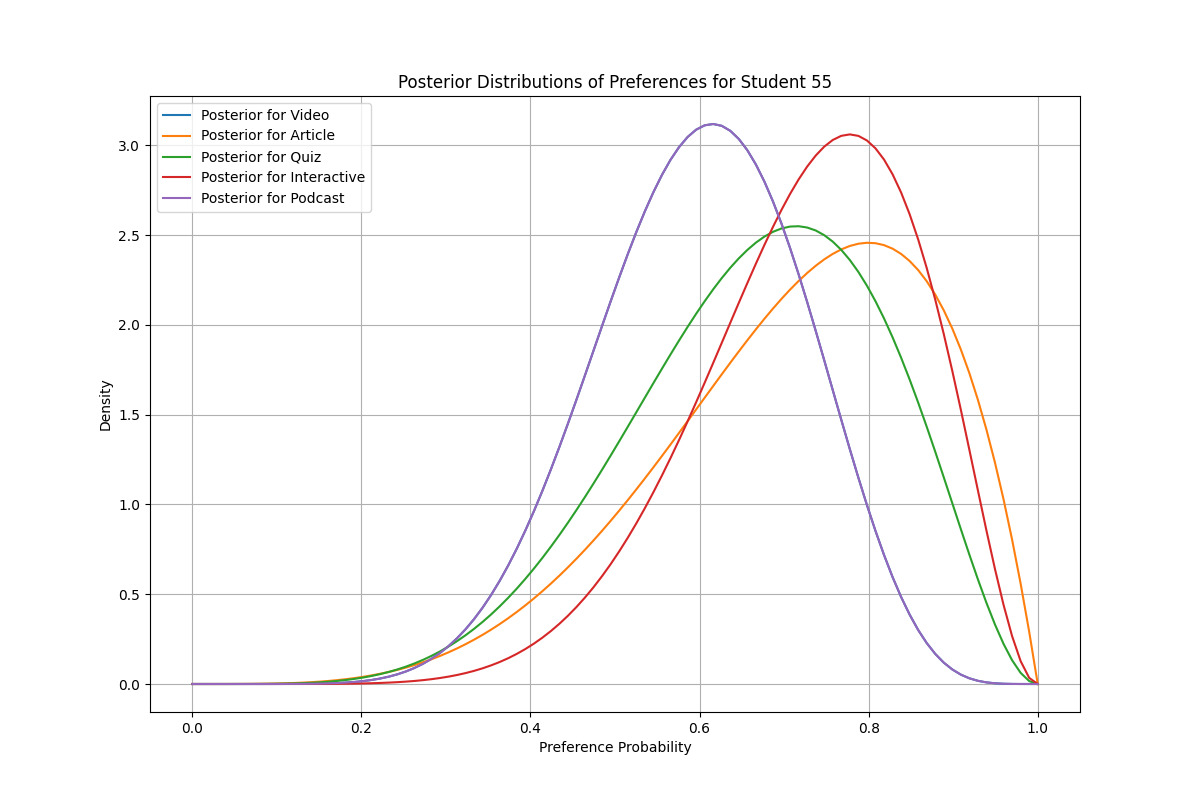 Posterior Distributions of Preferences for Student 55
Posterior for Video
Posterior for Article
Posterior for Quiz
Posterior for Interactive
Posterior for Podcast
Density
3.0
2.5
2.0
1.5
1.0
0.5
0.0
0.0 0.2 0.4 0.6 0.8 1.0
Preference Probability